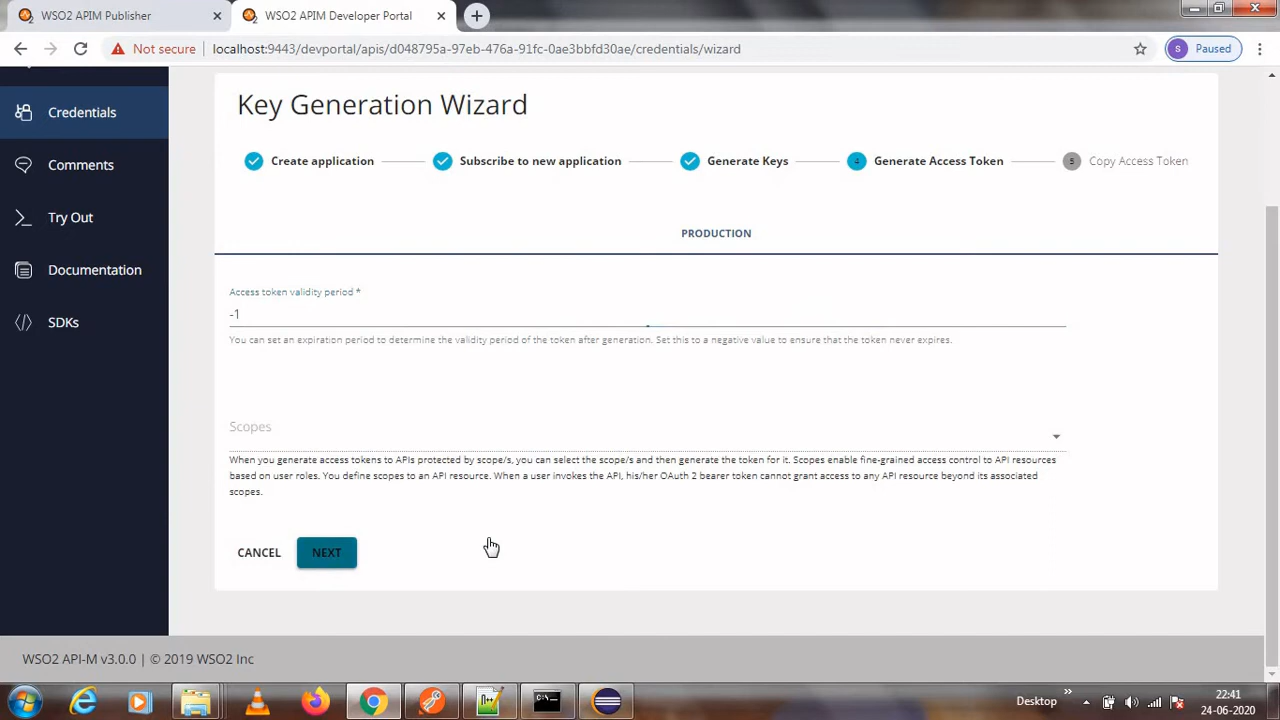 WSO2 APIM Publisher
WSO2 APIM Developer Portal
Not secure
localhost:9443/devportal/apis/d048795a-97eb-476a-91fc-0ae3bbfd30ae/credentials/wizard
S
Paused
Credentials
Comments
Try Out
Documentation
SDKs
Key Generation Wizard
Create application
Subscribe to new application
Generate Keys
4 Generate Access Token
5 Copy Access Token
PRODUCTION
Access token validity period *
-1
You can set an expiration period to determine the validity period of the token after generation. Set this to a negative value to ensure that the token never expires.
Scopes
When you generate access tokens to APIs protected by scope/s, you can select the scope/s and then generate the token for it. Scopes enable fine-grained access control to API resources
based on user roles. You define scopes to an API resource. When a user invokes the API, his/her OAuth 2 bearer token cannot grant access to any API resource beyond its associated
scopes.
CANCEL
NEXT
WSO2 API-M v3.0.0 | © 2019 WSO2 Inc
Desktop
22:41
24-06-2020